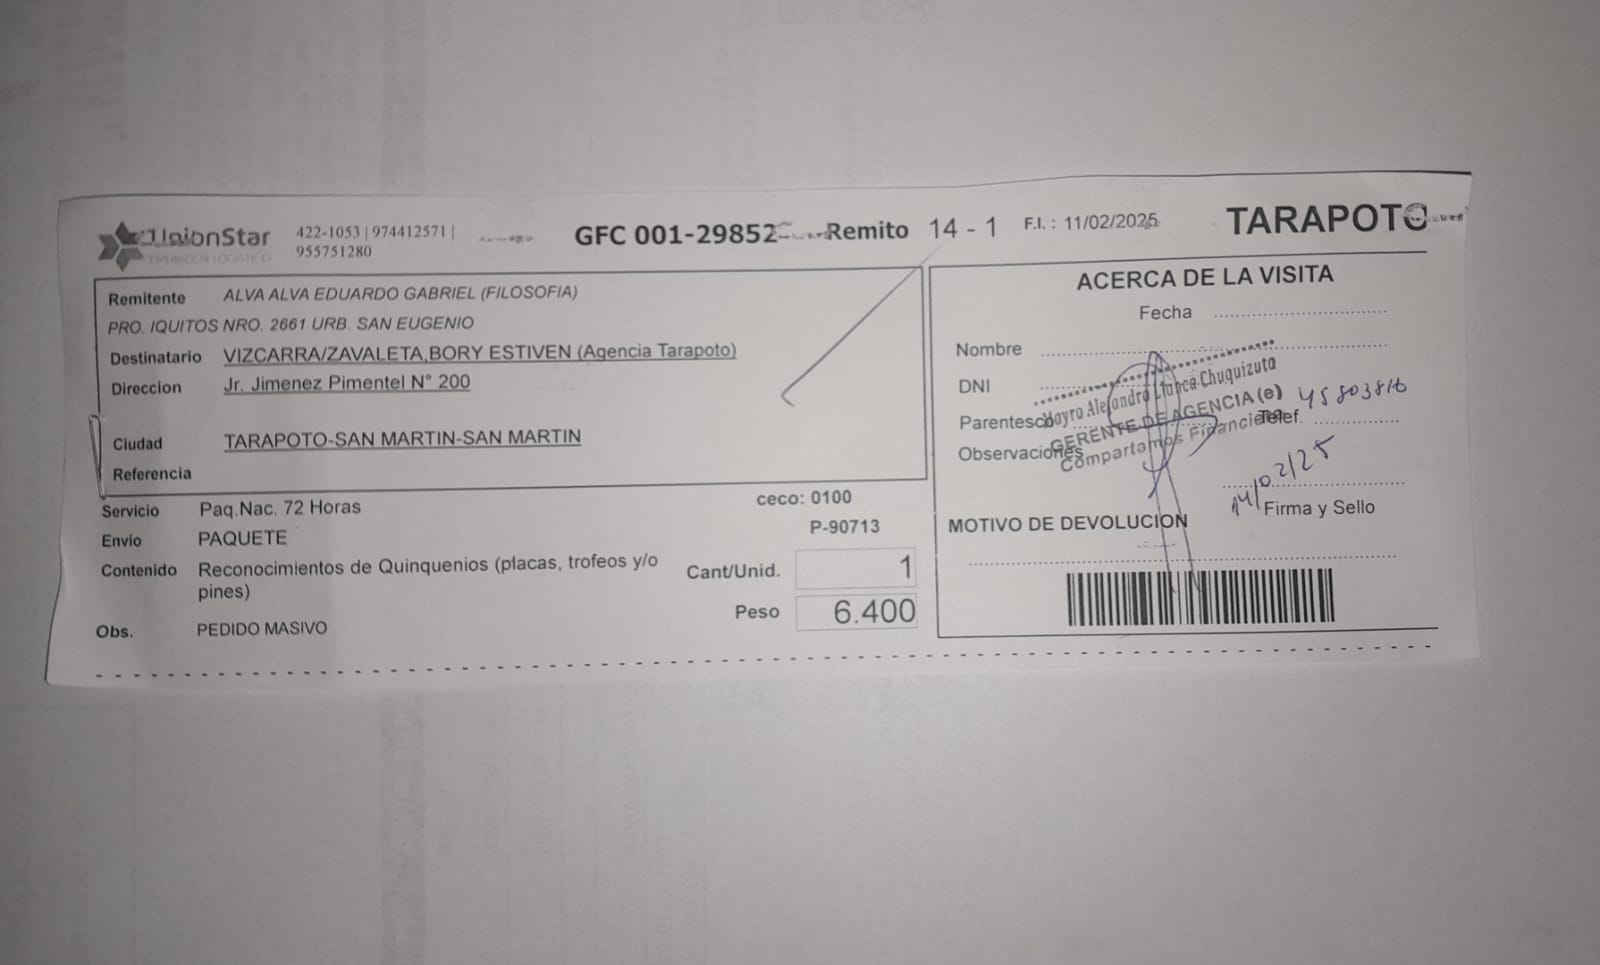 UnionStar
OPERADOR LOGISTICO
422-1053 | 974412571 |
955751280
GFC 001-29852
Remito 14 - 1
F.I. : 11/02/2025
TARAPOTO
Remitente ALVA ALVA EDUARDO GABRIEL (FILOSOFIA)
PRO. IQUITOS NRO. 2661 URB. SAN EUGENIO
Destinatario VIZCARRA/ZAVALETA,BORY ESTIVEN (Agencia Tarapoto)
Direccion Jr. Jimenez Pimentel N° 200
Ciudad TARAPOTO-SAN MARTIN-SAN MARTIN
Referencia
Servicio Paq.Nac. 72 Horas
ceco: 0100
Envio PAQUETE
P-90713
Contenido Reconocimientos de Quinquenios (placas, trofeos y/o
pines)
Cant/Unid. 1
Peso 6.400
Obs. PEDIDO MASIVO
ACERCA DE LA VISITA
Fecha
Nombre
DNI
Parentesco
Alejandro Chuquizuta
GERENTE DE AGENCIA (e)
Compartamos Financiera
45803816
Telef.
Observaciones
14/02/25
Firma y Sello
MOTIVO DE DEVOLUCION